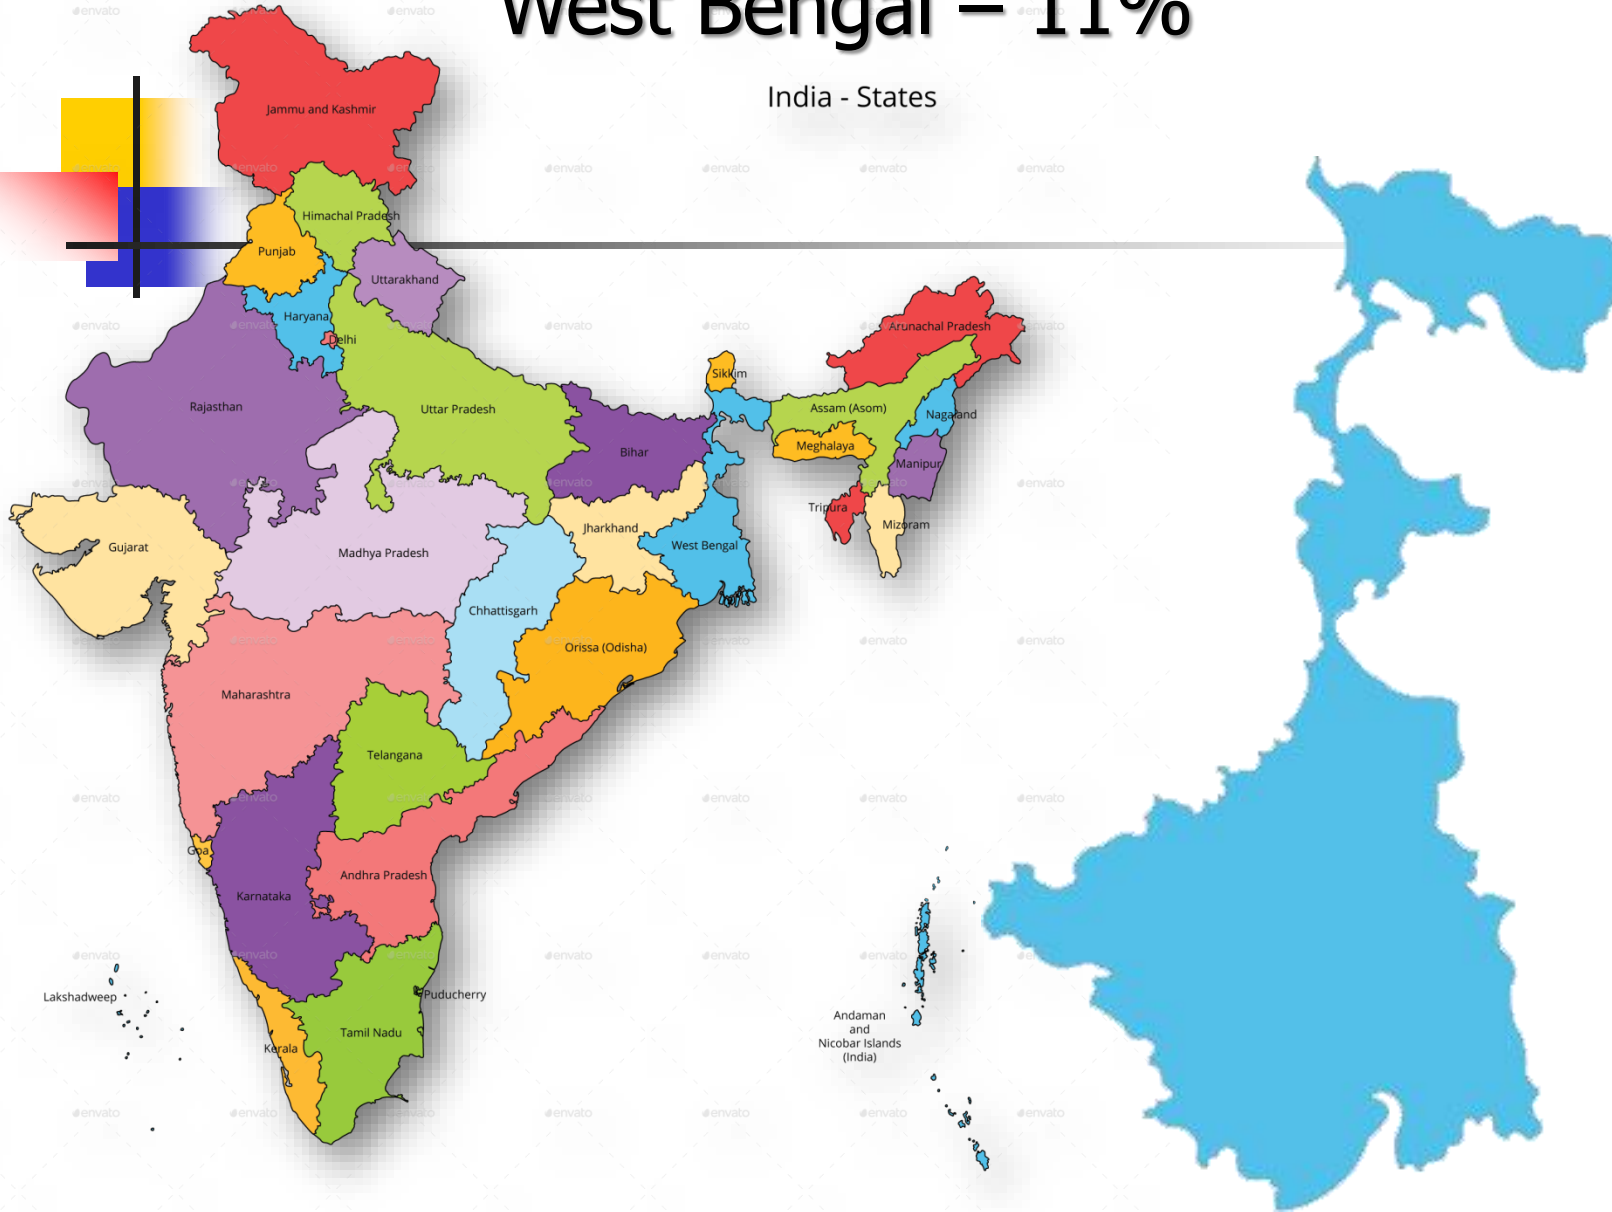 West Bengal – 11%
India - States
Jammu and Kashmir
Himachal Pradesh
Punjab
Uttarakhand
Haryana
Delhi
Arunachal Pradesh
Sikkim
Rajasthan
Uttar Pradesh
Assam (Asom)
Nagaland
Bihar
Meghalaya
Manipur
Tripura
Jharkhand
Mizoram
Gujarat
Madhya Pradesh
West Bengal
Chhattisgarh
Orissa (Odisha)
Maharashtra
Telangana
Goa
Andhra Pradesh
Karnataka
Lakshadweep
Puducherry
Andaman
and
Nicobar Islands
(India)
Tamil Nadu
Kerala
envato